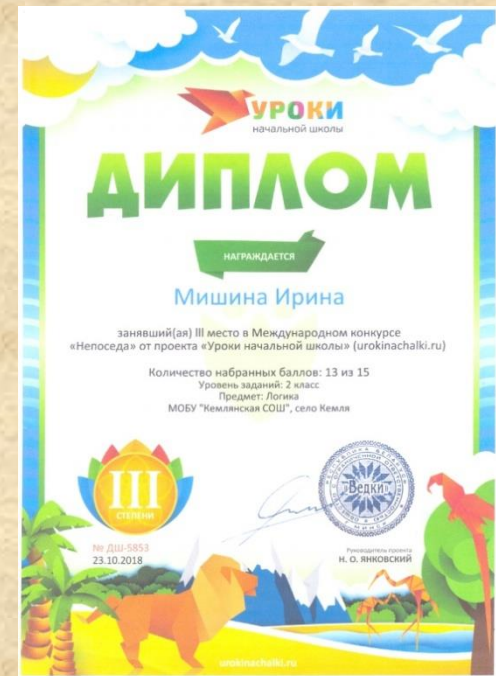 УРОКИ
начальной школы
ДИПЛОМ
НАГРАЖДАЕТСЯ
Мишина Ирина
занявший(ая) III место в Международном конкурсе
«Непоседа» от проекта «Уроки начальной школы» (urokinachalki.ru)
Количество набранных баллов: 13 из 15
Уровень заданий: 2 класс
Предмет: Логика
МОБУ "Кемлянская СОШ", село Кемля
III
СТЕПЕНИ
«Ведки»
№ ДШ-5853
23.10.2018
Руководитель проекта
Н. О. ЯНКОВСКИЙ
urokinachalki.ru